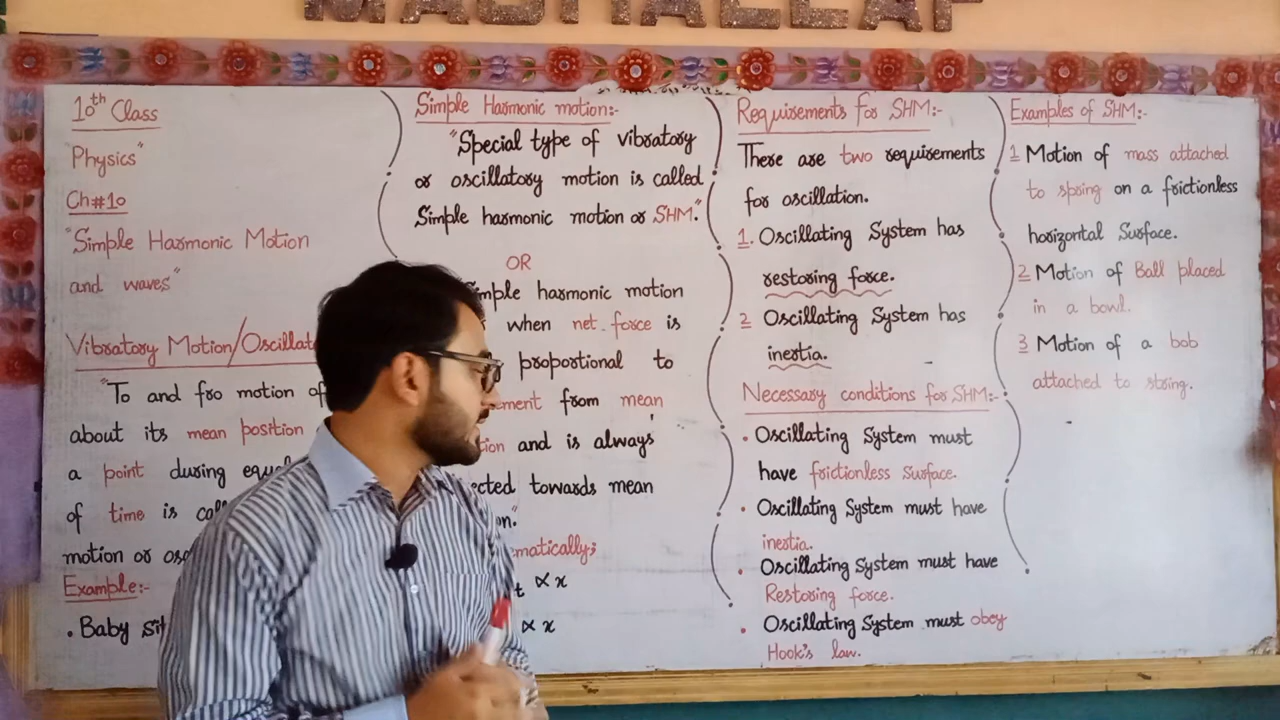 10th Class
Physics"
Ch#10
"Simple Harmonic Motion
and waves"
Vibratory Motion/Oscillat
"To and fro motion of
about its mean position
a point during equ
of time is cal
motion or osc
Example:-
• Baby sit
Simple Harmonic motion:-
"Special type of vibratory
or oscillatory motion is called
Simple harmonic motion or SHM."
OR
imple harmonic motion
when net force is
proportional to
ement from mean
tion and is always
ected towards mean
on."
matically;
t ∝ x
∝ x
Requirements for SHM:-
There are two requirements
for oscillation.
1. Oscillating System has
restoring force.
2 Oscillating System has
inertia.
Necessary conditions for SHM:-
• Oscillating System must
have frictionless Surface.
• Oscillating System must have
inertia.
• Oscillating System must have
Restoring force.
• Oscillating System must obey
Hook's law.
Examples of SHM:-
1 Motion of mass attached
to spring on a frictionless
horizontal Surface.
2 Motion of Ball placed
in a bowl.
3 Motion of a bob
attached to string.